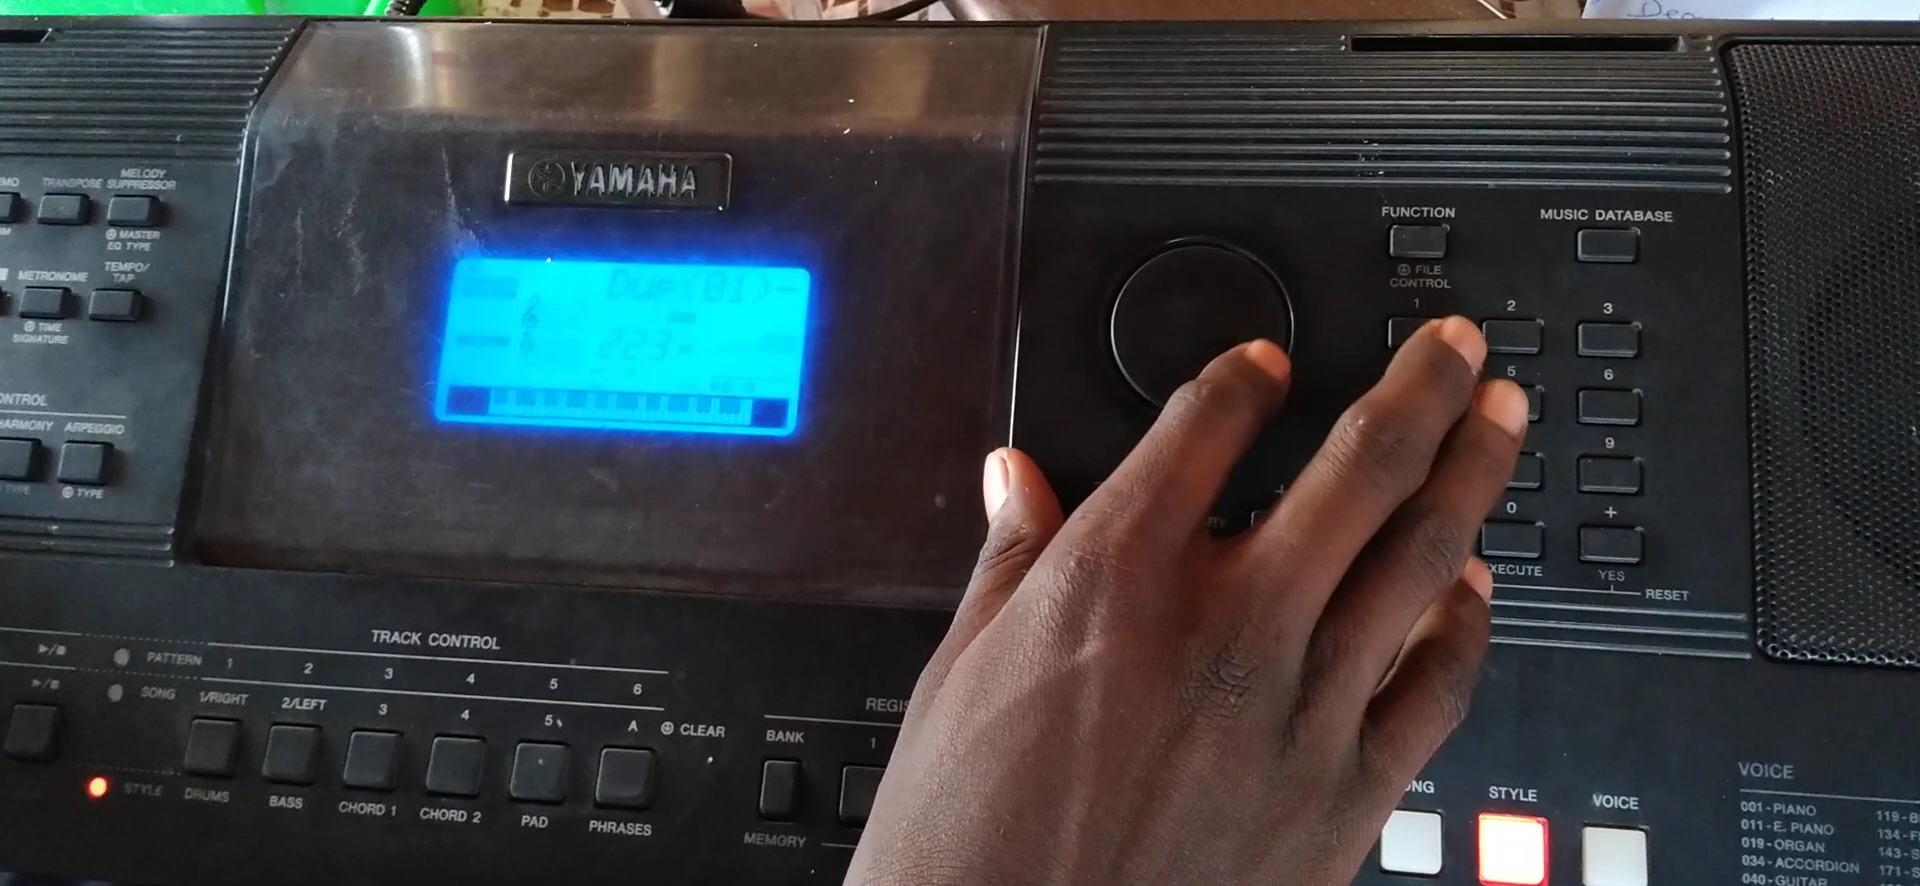 YAMAHA
Dwp(01)
223
TRANSPOSE
MELODY
SUPPRESSOR
MASTER
EQ TYPE
METRONOME
TEMPO/
TAP
TIME
SIGNATURE
ARPEGGIO
TYPE
FUNCTION
MUSIC DATABASE
FILE
CONTROL
1 2 3
5 6
9
0 +
YES
RESET
TRACK CONTROL
PATTERN 1 2 3 4 5 6
SONG 1/RIGHT 2/LEFT 3 4 5 A CLEAR
STYLE DRUMS BASS CHORD 1 CHORD 2 PAD PHRASES
BANK 1
MEMORY
STYLE
VOICE
VOICE
001 - PIANO
011 - E. PIANO
019 - ORGAN
034 - ACCORDION
040 - GUITAR